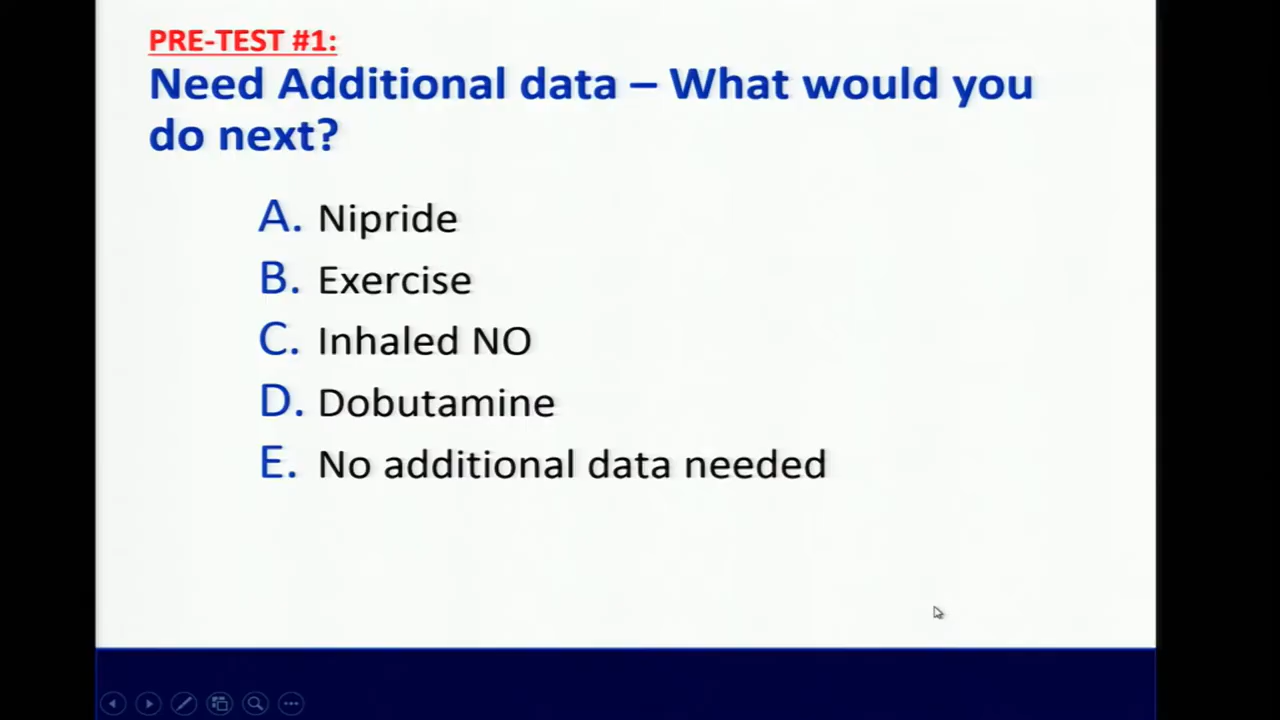 PRE-TEST #1:
Need Additional data – What would you
do next?
A. Nipride
B. Exercise
C. Inhaled NO
D. Dobutamine
E. No additional data needed